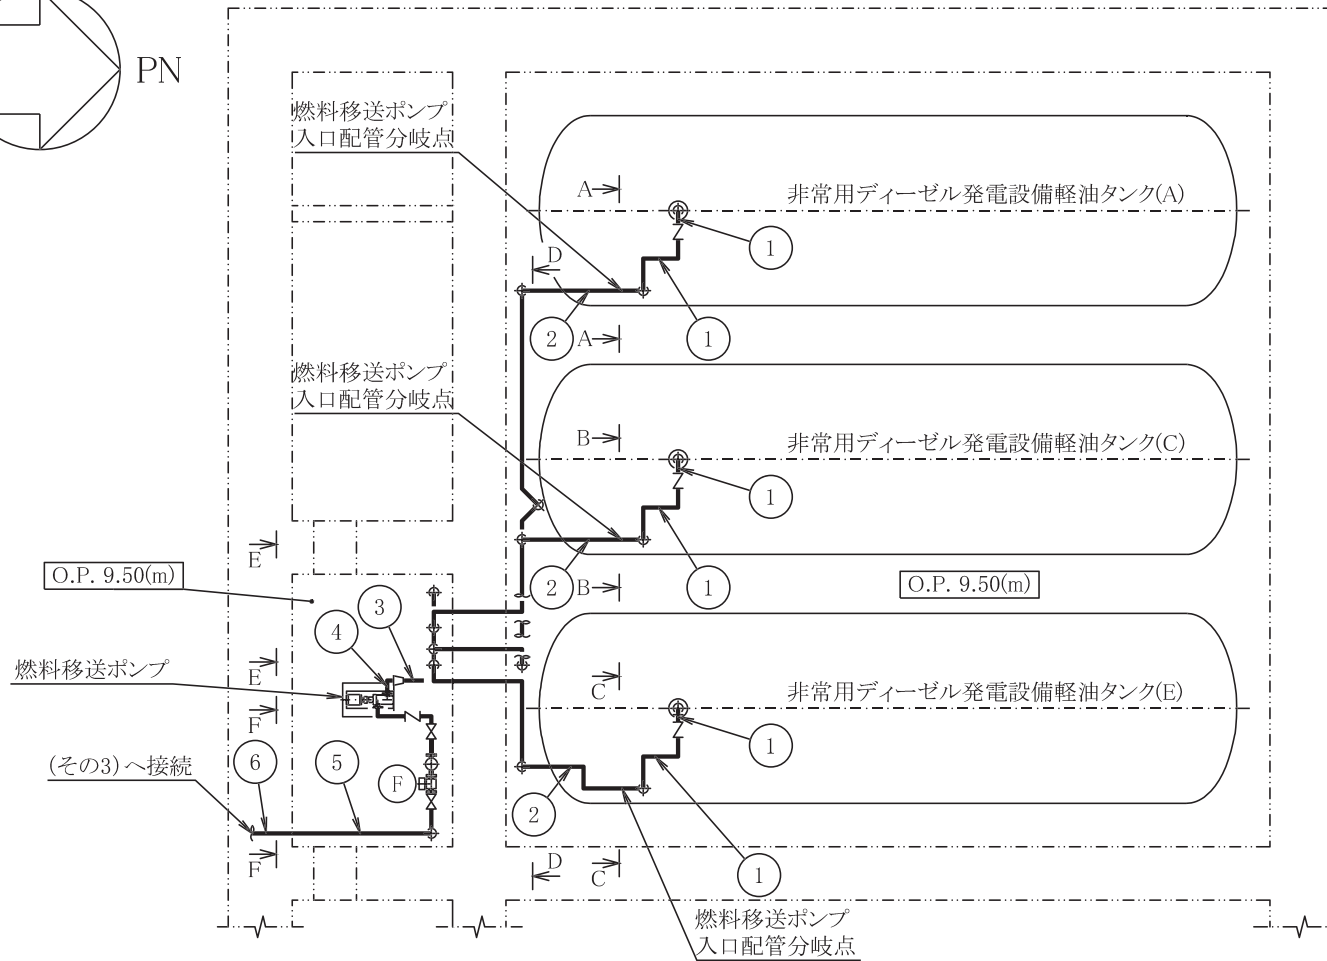 PN
燃料移送ポンプ
入口配管分岐点
A
非常用ディーゼル発電設備軽油タンク(A)
1
D
2
A
1
燃料移送ポンプ
入口配管分岐点
B
非常用ディーゼル発電設備軽油タンク(C)
1
E
O.P. 9.50(m)
2
B
1
O.P. 9.50(m)
3
4
燃料移送ポンプ
E
C
非常用ディーゼル発電設備軽油タンク(E)
F
1
(その3)へ接続
6
5
F
2
F
D
C
1
燃料移送ポンプ
入口配管分岐点